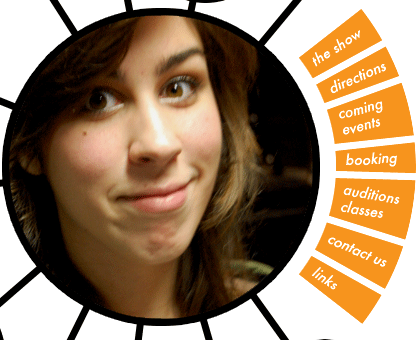 the show
directions
coming
events
booking
auditions
classes
contact us
links